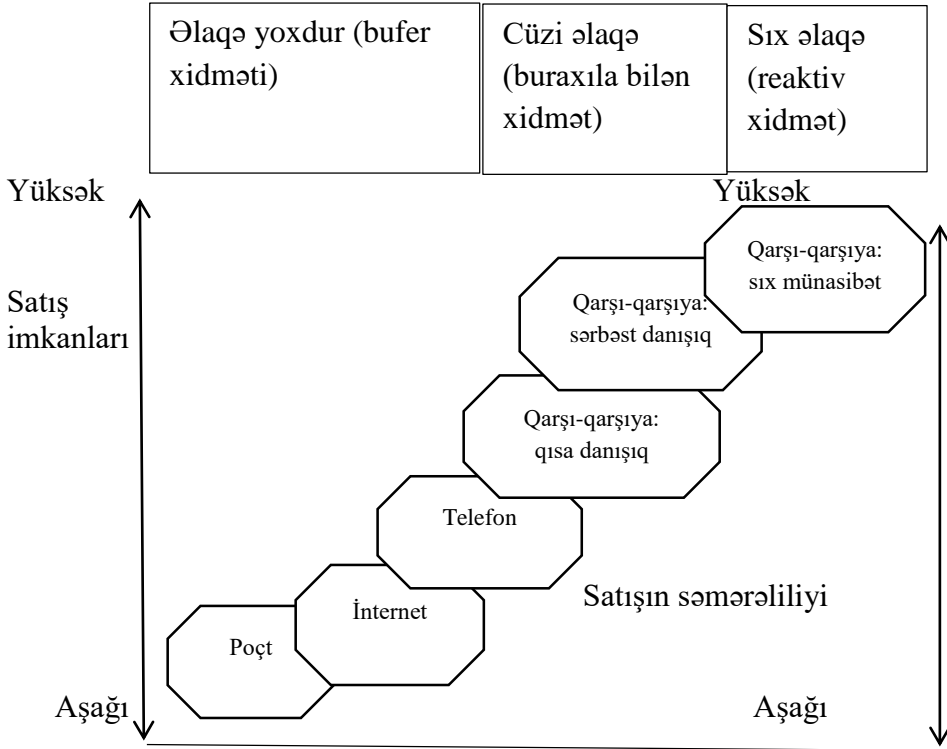 Əlaqə yoxdur (bufer
xidməti)
Cüzi əlaqə
(buraxıla bilən
xidmət)
Sıx əlaqə
(reaktiv
xidmət)
Yüksək
Yüksək
Qarşı-qarşıya:
sıx münasibət
Satış
imkanları
Qarşı-qarşıya:
sərbəst danışıq
Qarşı-qarşıya:
qısa danışıq
Telefon
Satışın səmərəliliyi
İnternet
Poçt
Aşağı
Aşağı